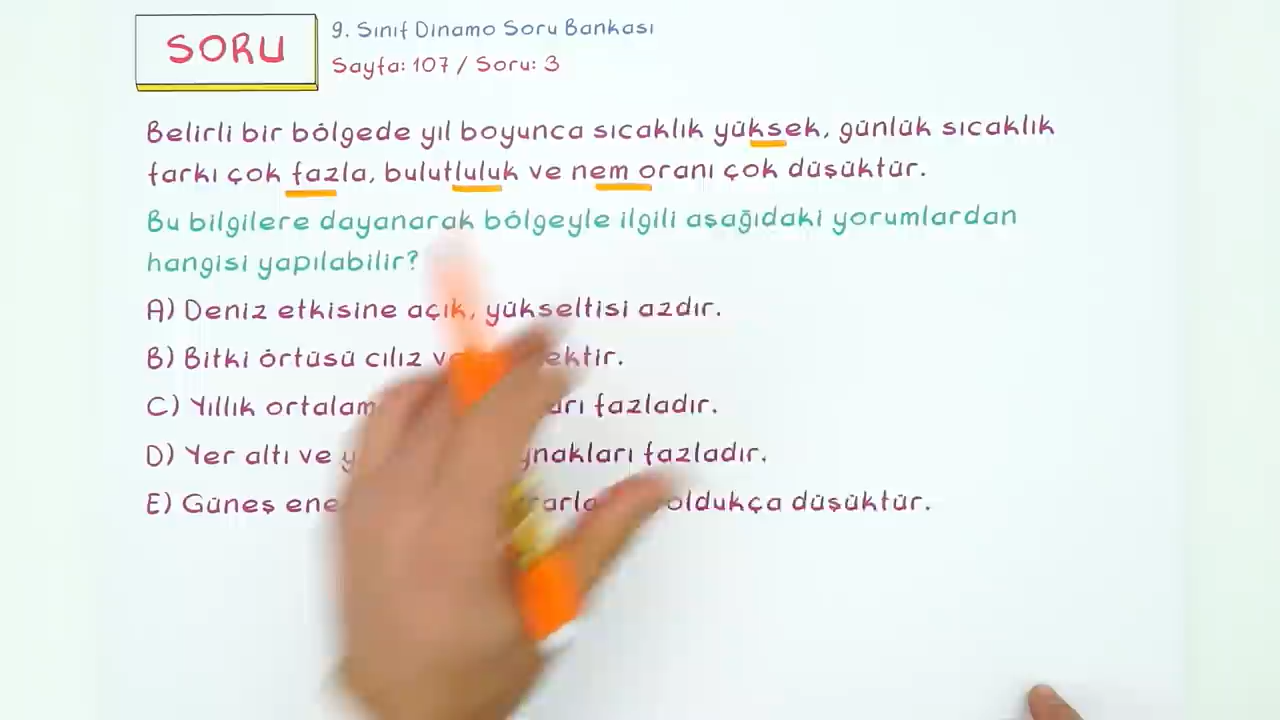 SORU
9. Sınıf Dinamo Soru Bankası
Sayfa: 107 / Soru: 3
Belirli bir bölgede yıl boyunca sıcaklık yüksek, günlük sıcaklık
farkı çok fazla, bulutluluk ve nem oranı çok düşüktür.
Bu bilgilere dayanarak bölgeyle ilgili aşağıdaki yorumlardan
hangisi yapılabilir?
A) Deniz etkisine açık, yükseltisi azdır.
B) Bitki örtüsü cılız
C) Yıllık fazladır.
D) Yer altı ve fazladır.
E) Güneş oldukça düşüktür.